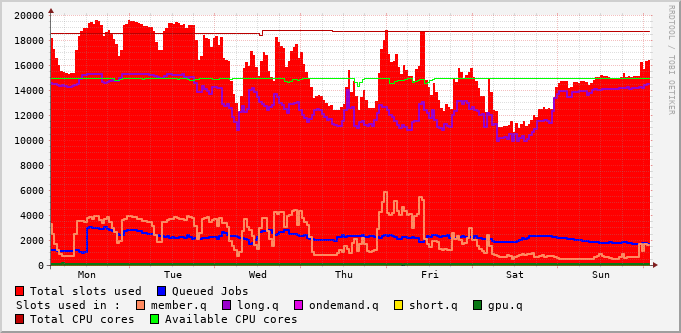 20000
18000
16000
14000
12000
10000
8000
6000
4000
2000
0
Mon Tue Wed Thu Fri Sat Sun
RRDTOOL / TOBI OETIKER
Total slots used Queued Jobs
Slots used in : member.q long.q ondemand.q short.q gpu.q
Total CPU cores Available CPU cores